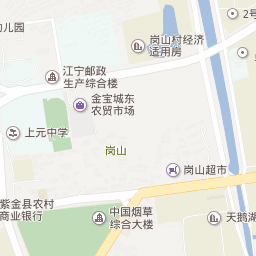 幼儿园
2号
岗山村经济
适用房
江宁邮政
生产综合楼
金宝城东
农贸市场
上元中学
岗山
岗山超市
紫金县农村
商业银行
中国烟草
综合大楼
天鹅湖